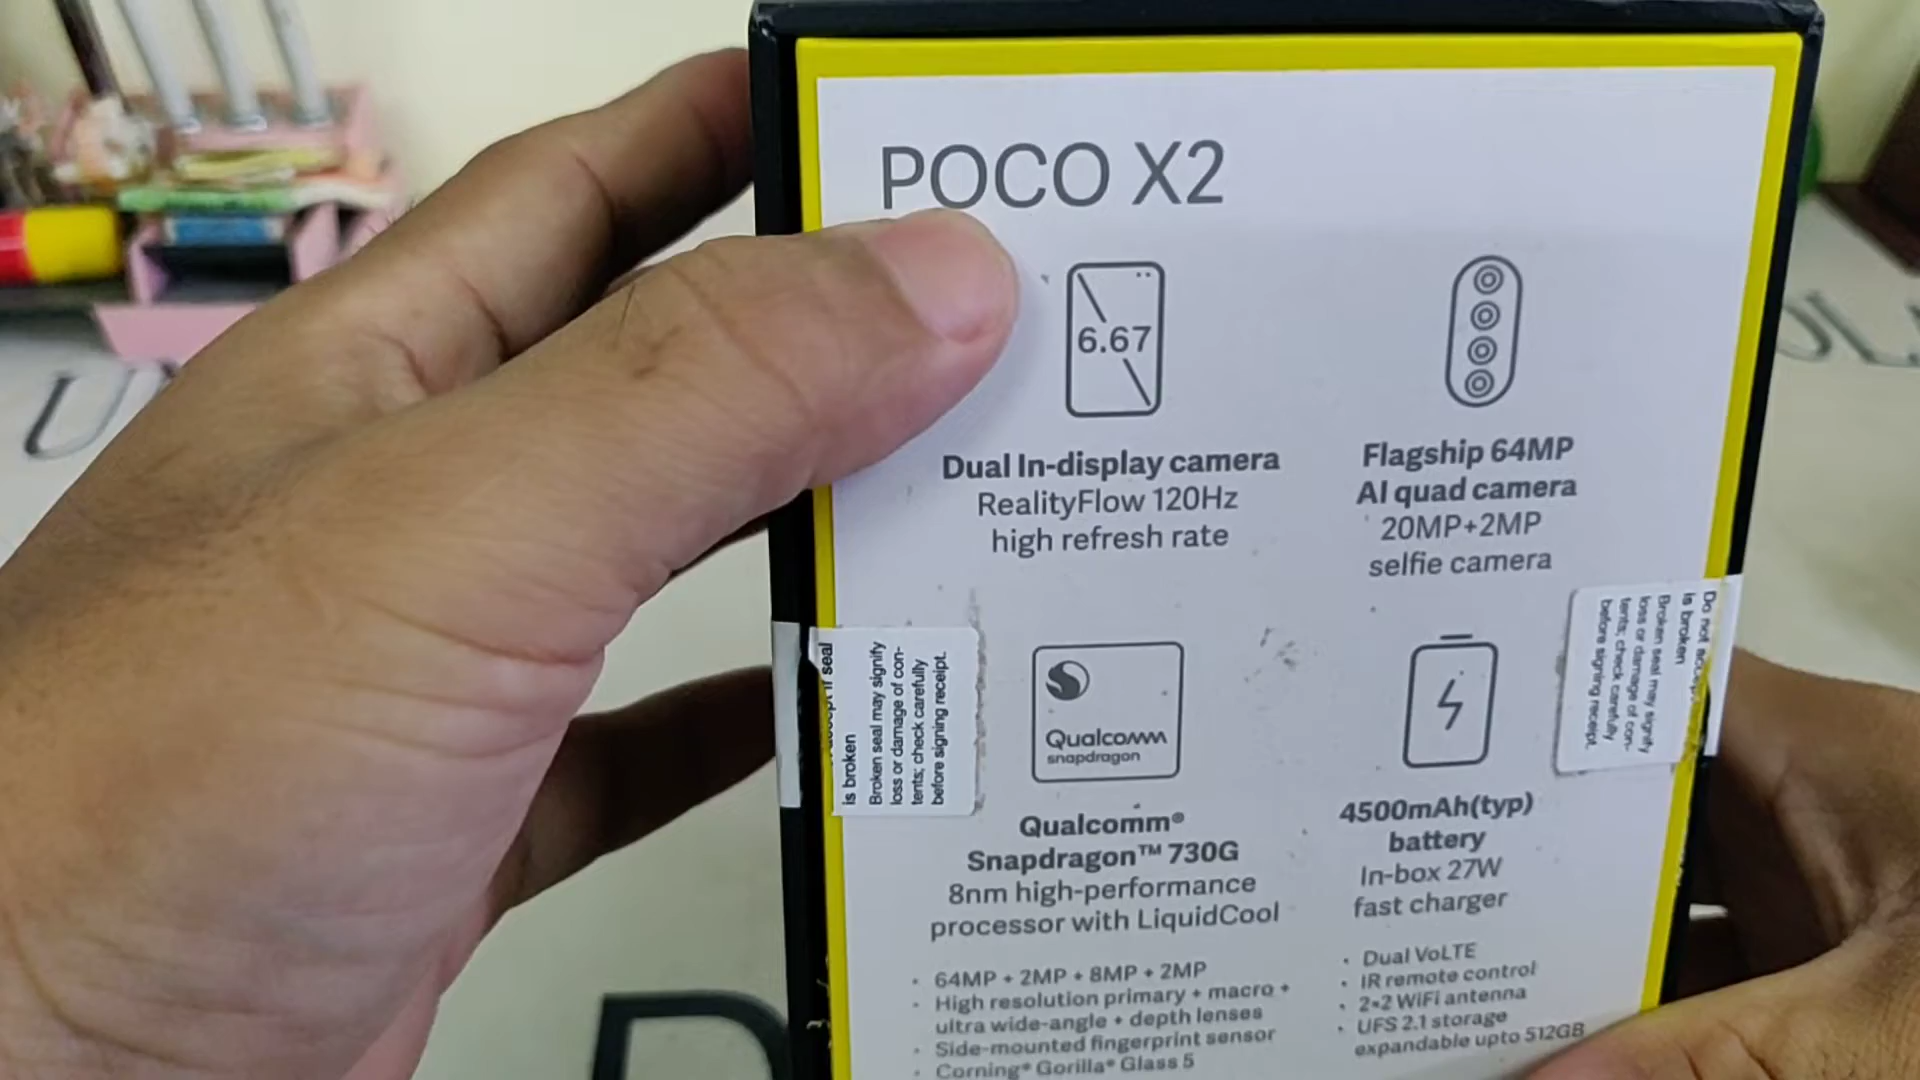 POCO X2
6.67
Dual In-display camera
RealityFlow 120Hz
high refresh rate
Flagship 64MP
AI quad camera
20MP+2MP
selfie camera
Qualcomm
snapdragon
Qualcomm®
Snapdragon™ 730G
8nm high-performance
processor with LiquidCool
4500mAh(typ)
battery
In-box 27W
fast charger
• 64MP + 2MP + 8MP + 2MP
• High resolution primary + macro +
ultra wide-angle + depth lenses
• Side-mounted fingerprint sensor
• Corning® Gorilla® Glass 5
• Dual VoLTE
• IR remote control
• 2×2 WiFi antenna
• UFS 2.1 storage
expandable upto 512GB
if seal
is broken
Broken seal may signify
loss or damage of con-
tents; check carefully
before signing receipt.
Do not
is broken
Broken seal may signify
loss or damage of con-
tents; check carefully
before signing receipt.